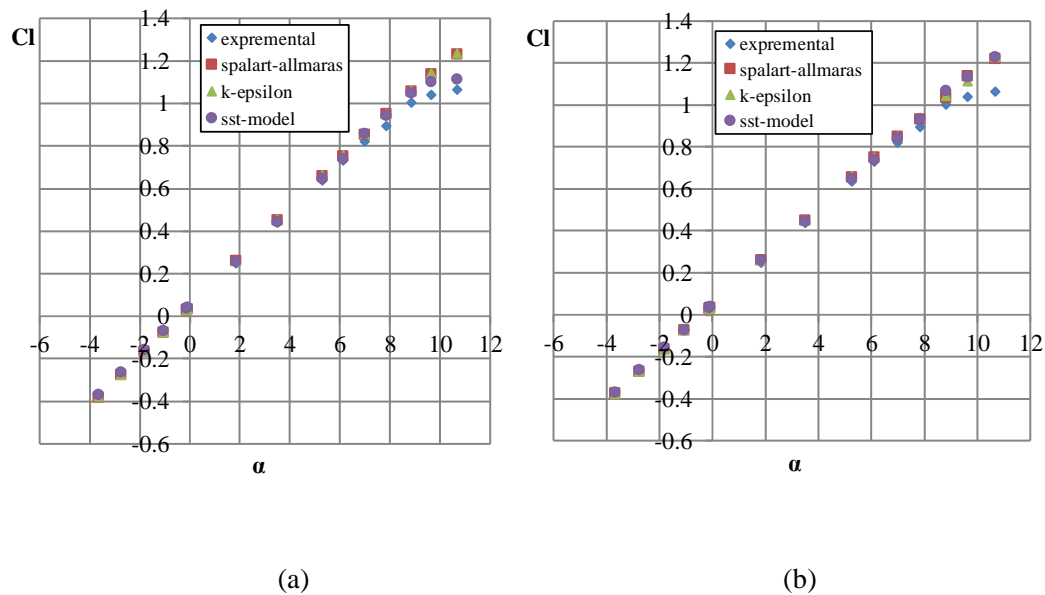 Cl
1.4
1.2
1
0.8
0.6
0.4
0.2
0
-0.2
-0.4
-0.6
-6 -4 -2 0 2 4 6 8 10 12
expremental
spalart-allmaras
k-epsilon
sst-model
α
(a)
Cl
1.4
1.2
1
0.8
0.6
0.4
0.2
0
-0.2
-0.4
-0.6
-6 -4 -2 0 2 4 6 8 10 12
expremental
spalart-allmaras
k-epsilon
sst-model
α
(b)